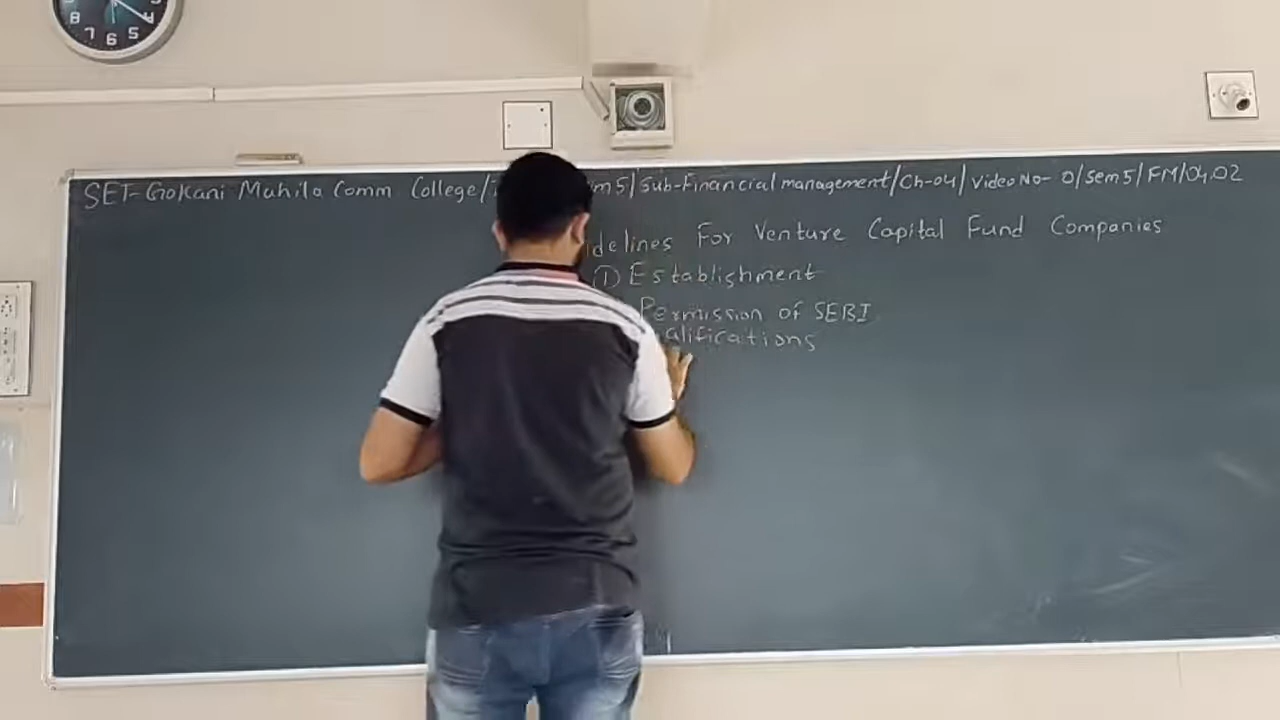 SET-Gokani Mahila Comm College/ m5/Sub-Financial management/Ch-04/Video No- 0/Sem5/FM/04.02
idelines For Venture Capital Fund Companies
① Establishment
Permission of SEBI
alifications